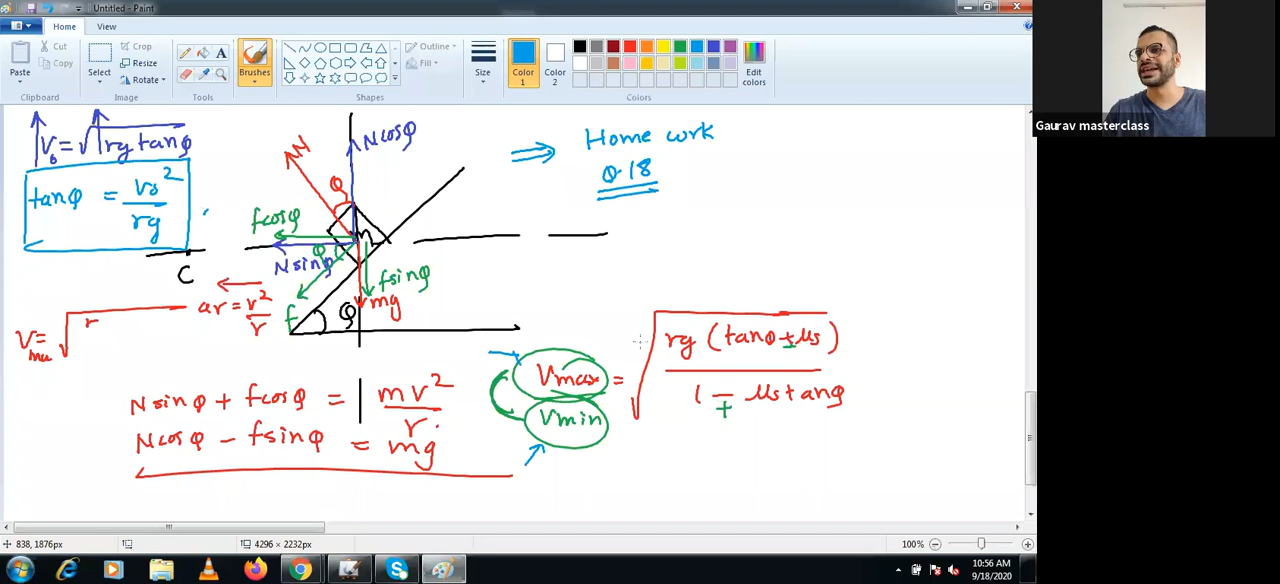 Untitled - Paint
Home
View
Paste
Cut
Copy
Clipboard
Select
Crop
Resize
Rotate
Image
A
Tools
Brushes
Outline
Fill
Shapes
Size
Color 1
Color 2
Edit colors
Colors
Gaurav masterclass
V₀ = √rg tanφ
tanφ = v₀² / rg
C
N
φ
Ncosφ
fcosφ
φ
Nsinφ
f
fsinφ
mg
φ
ar = v² / r
⇒ Home work
Q.18
Nsinφ + fcosφ = mv² / r
Ncosφ - fsinφ = mg
Vmax
Vmin
= √ rg (tanφ ± μs) / 1 ∓ μs tanφ
838, 1876px
4296 × 2232px
100%
10:56 AM
9/18/2020